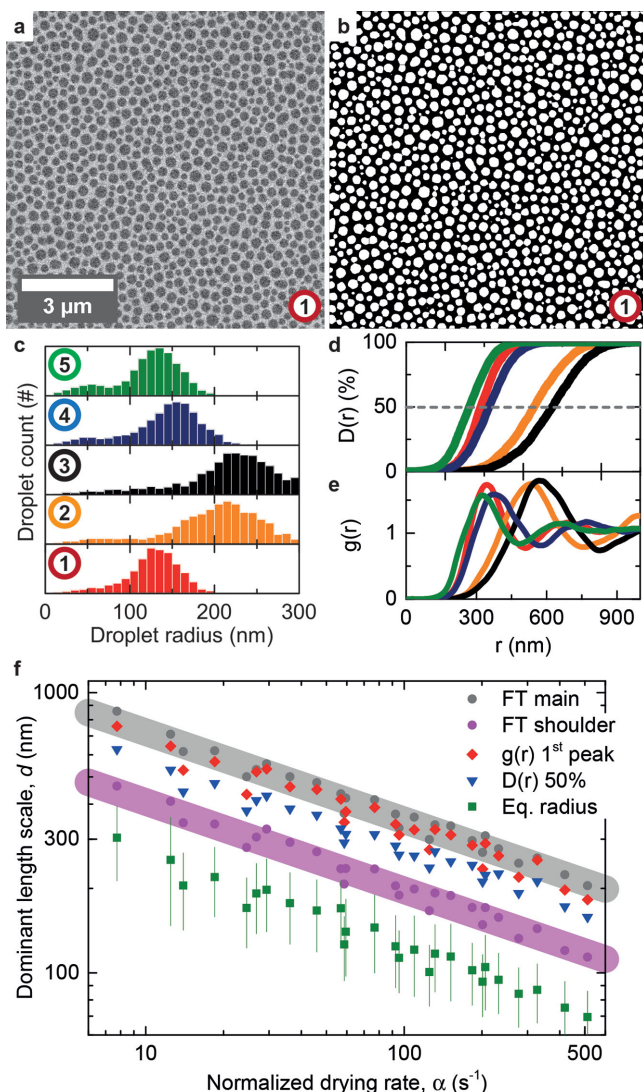 a
b
3 µm
1
1
c
5
4
3
2
1
Droplet count (#)
0
100
200
300
Droplet radius (nm)
d
100
50
0
D(r) (%)
e
1
0
g(r)
0
300
600
900
r (nm)
f
1000
300
100
Dominant length scale, d (nm)
FT main
FT shoulder
g(r) 1st peak
D(r) 50%
Eq. radius
10
100
500
Normalized drying rate, α (s-1)